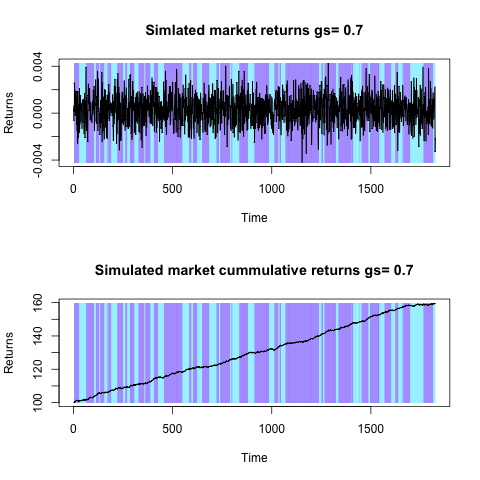 Simlated market returns gs= 0.7
Returns
0.004
0.000
-0.004
0
500
1000
1500
Time
Simulated market cummulative returns gs= 0.7
Returns
160
140
120
100
0
500
1000
1500
Time